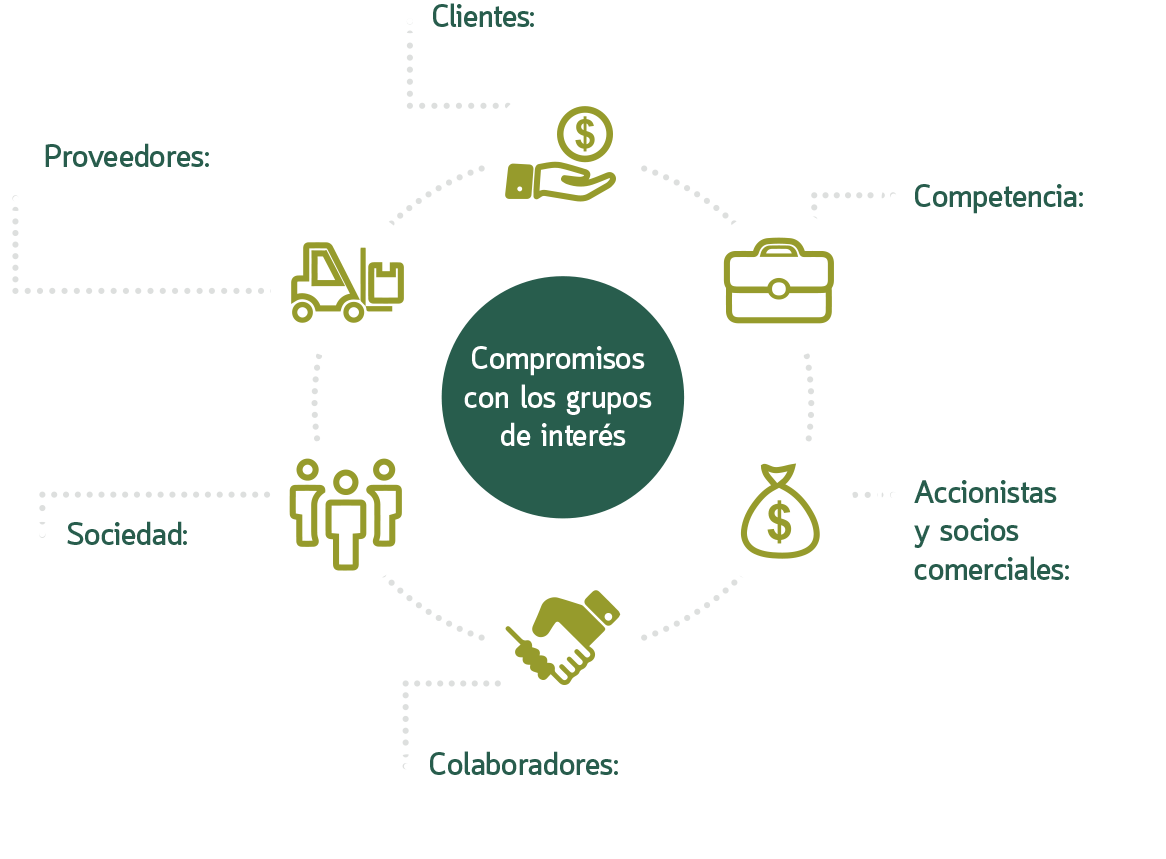 Clientes:
Proveedores:
Competencia:
Compromisos
con los grupos
de interés
Accionistas
y socios
comerciales:
Sociedad:
Colaboradores:
$
$